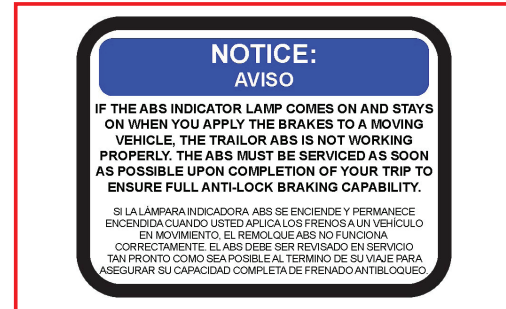 NOTICE:
AVISO
IF THE ABS INDICATOR LAMP COMES ON AND STAYS
ON WHEN YOU APPLY THE BRAKES TO A MOVING
VEHICLE, THE TRAILOR ABS IS NOT WORKING
PROPERLY. THE ABS MUST BE SERVICED AS SOON
AS POSSIBLE UPON COMPLETION OF YOUR TRIP TO
ENSURE FULL ANTI-LOCK BRAKING CAPABILITY.
SI LA LÁMPARA INDICADORA ABS SE ENCIENDE Y PERMANECE
ENCENDIDA CUANDO USTED APLICA LOS FRENOS A UN VEHÍCULO
EN MOVIMIENTO, EL REMOLQUE ABS NO FUNCIONA
CORRECTAMENTE. EL ABS DEBE SER REVISADO EN SERVICIO
TAN PRONTO COMO SEA POSIBLE AL TERMINO DE SU VIAJE PARA
ASEGURAR SU CAPACIDAD COMPLETA DE FRENADO ANTIBLOQUEO.